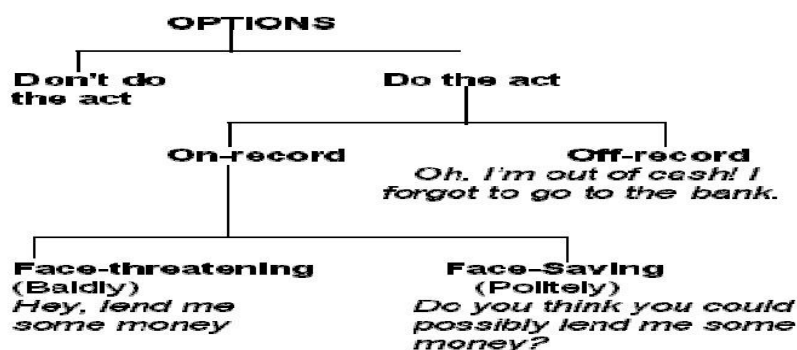 OPTIONS
Don't do
the act
Do the act
On-record
Off-record
Oh, I'm out of cash! I
forgot to go to the bank.
Face-threatening
(Baldly)
Hey, lend me
some money
Face-Saving
(Politely)
Do you think you could
possibly lend me some
money?